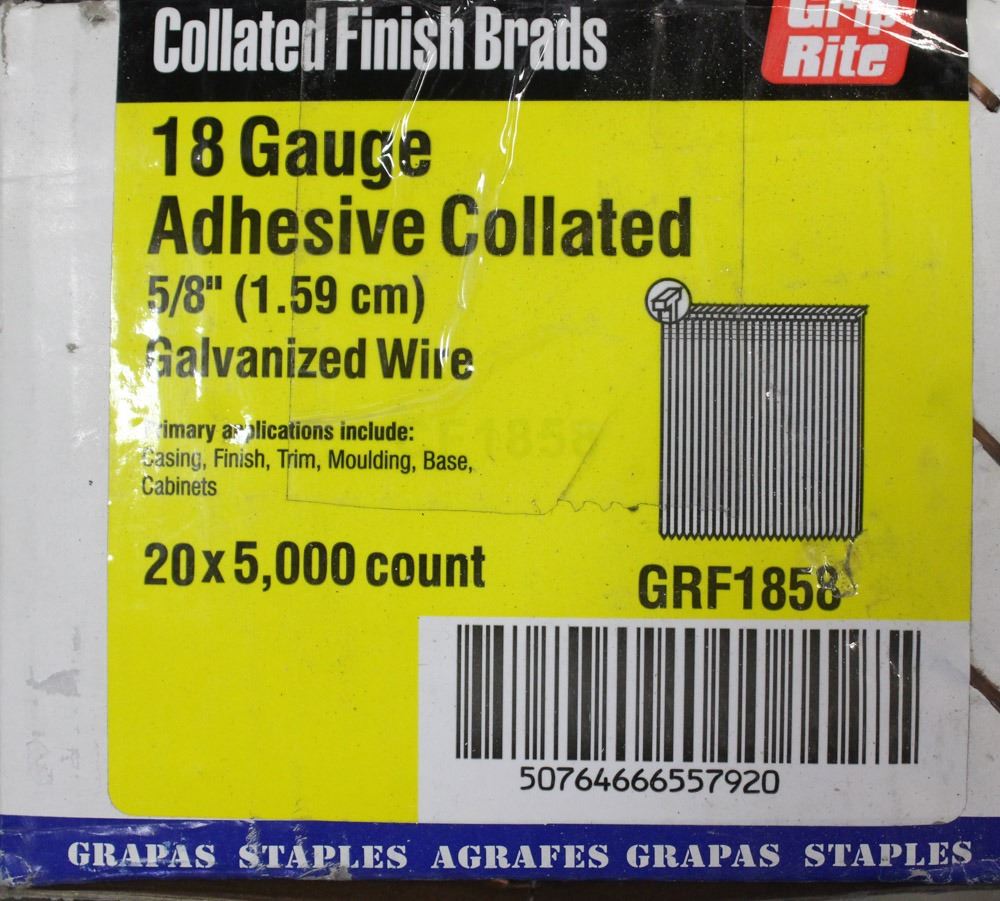 Collated Finish Brads
Grip
Rite
18 Gauge
Adhesive Collated
5/8" (1.59 cm)
Galvanized Wire
Primary applications include:
Casing, Finish, Trim, Moulding, Base,
Cabinets
20 x 5,000 count
GRF1858
50764666557920
GRAPAS STAPLES AGRAFES GRAPAS STAPLES